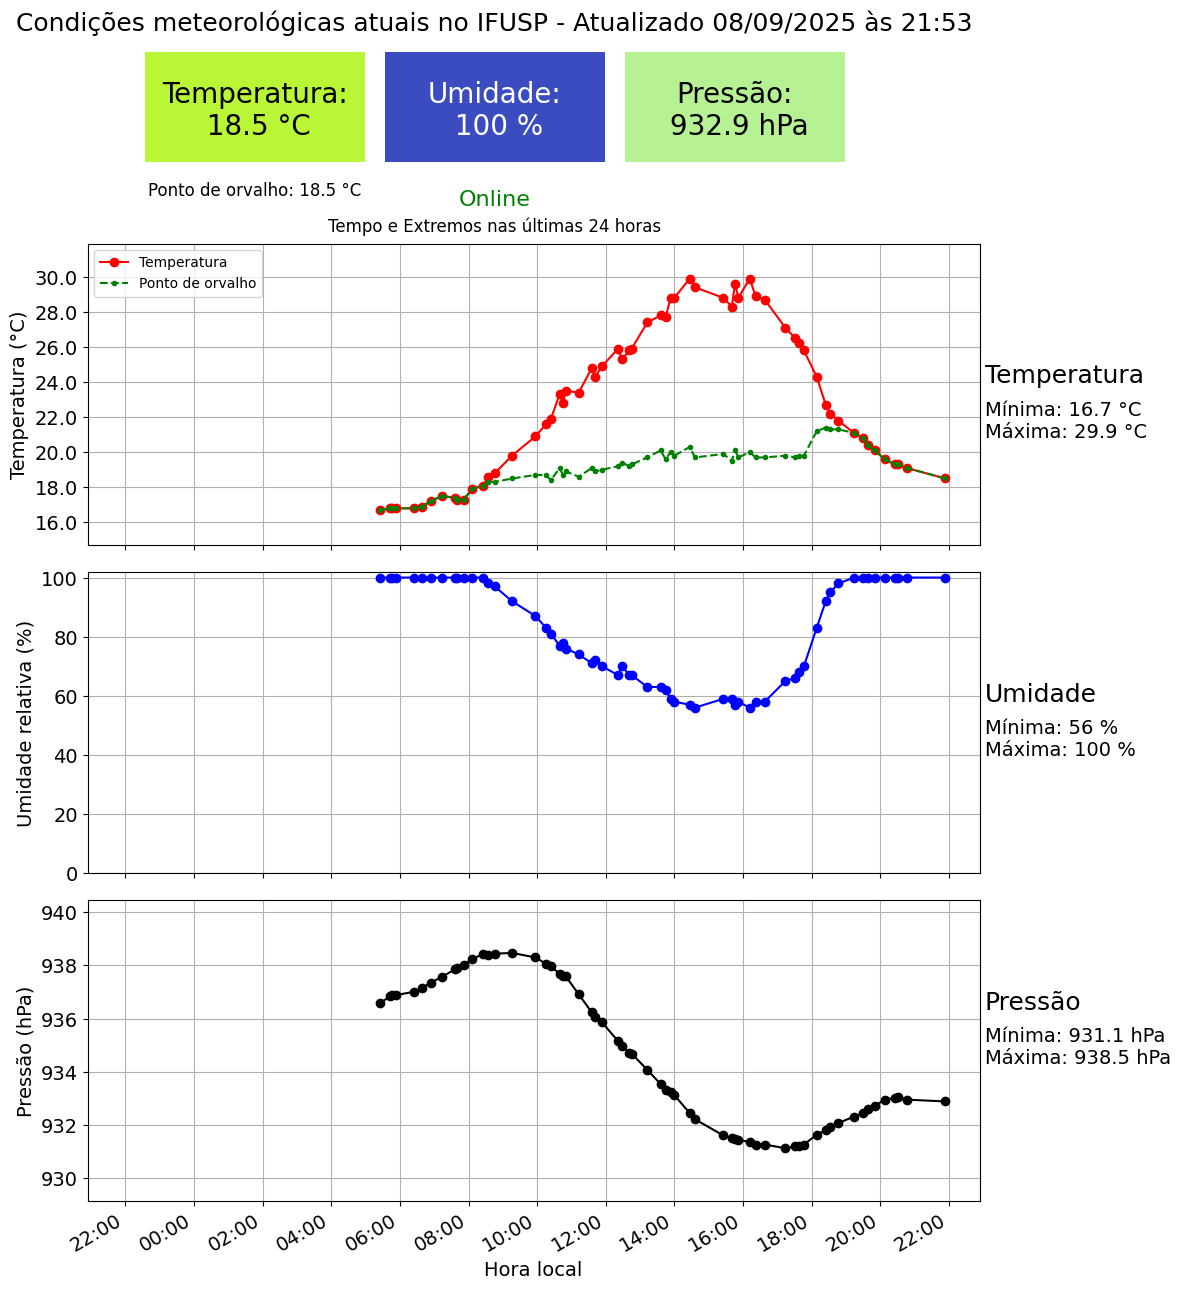 Condições meteorológicas atuais no IFUSP - Atualizado 08/09/2025 às 21:53
Temperatura:
18.5 °C
Umidade:
100 %
Pressão:
932.9 hPa
Ponto de orvalho: 18.5 °C
Online
Tempo e Extremos nas últimas 24 horas
Temperatura
Ponto de orvalho
Temperatura (°C)
30.0
28.0
26.0
24.0
22.0
20.0
18.0
16.0
Temperatura
Mínima: 16.7 °C
Máxima: 29.9 °C
Umidade relativa (%)
100
80
60
40
20
0
Umidade
Mínima: 56 %
Máxima: 100 %
Pressão (hPa)
940
938
936
934
932
930
Pressão
Mínima: 931.1 hPa
Máxima: 938.5 hPa
22:00
00:00
02:00
04:00
06:00
08:00
10:00
12:00
14:00
16:00
18:00
20:00
22:00
Hora local